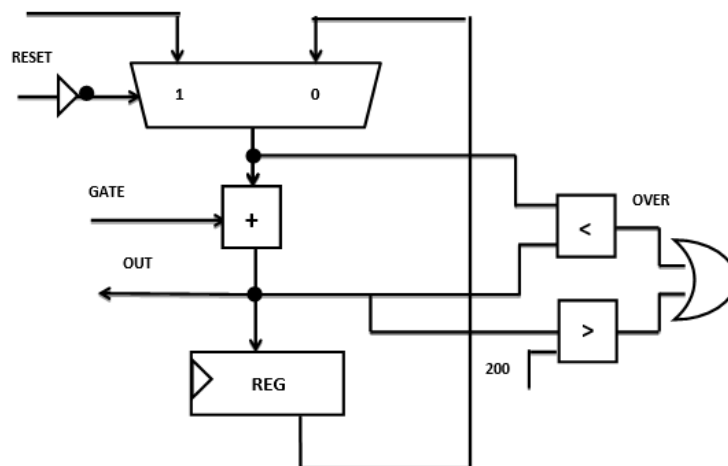 RESET
1 0
GATE
+
OVER
<
OUT
>
200
REG